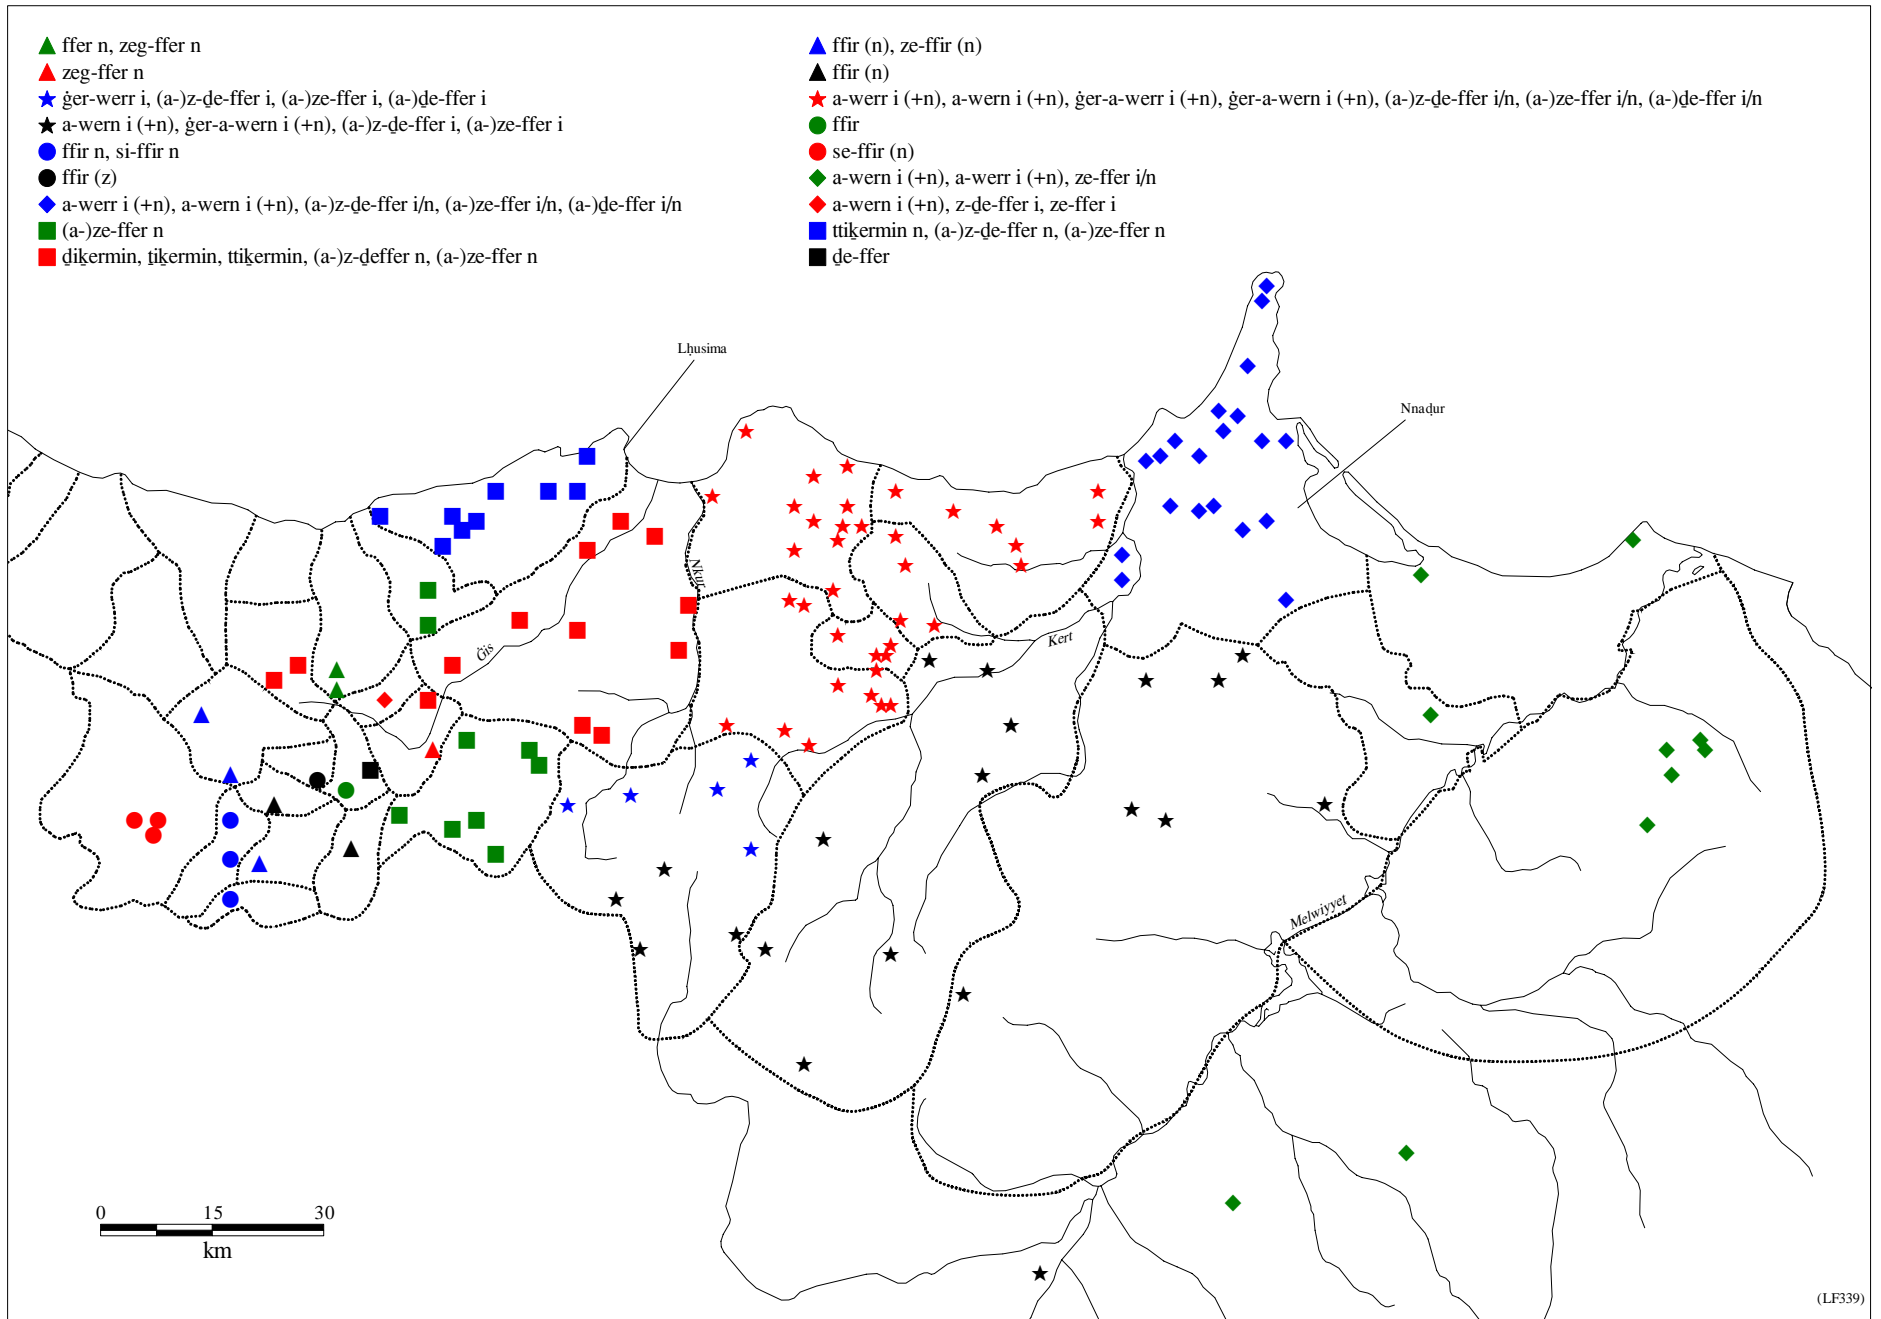 ffer n, zeg-ffer n
zeg-ffer n
ġer-werr i, (a-)z-ḏe-ffer i, (a-)ze-ffer i, (a-)ḏe-ffer i
a-wern i (+n), ġer-a-wern i (+n), (a-)z-ḏe-ffer i, (a-)ze-ffer i
ffir n, si-ffir n
ffir (z)
a-werr i (+n), a-wern i (+n), (a-)z-ḏe-ffer i/n, (a-)ze-ffer i/n, (a-)ḏe-ffer i/n
(a-)ze-ffer n
ḏiḵermin, ṯiḵermin, ttiḵermin, (a-)z-ḏeffer n, (a-)ze-ffer n
ffir (n), ze-ffir (n)
ffir (n)
a-werr i (+n), a-wern i (+n), ġer-a-werr i (+n), ġer-a-wern i (+n), (a-)z-ḏe-ffer i/n, (a-)ze-ffer i/n, (a-)ḏe-ffer i/n
ffir
se-ffir (n)
a-wern i (+n), a-werr i (+n), ze-ffer i/n
a-wern i (+n), z-ḏe-ffer i, ze-ffer i
ttiḵermin n, (a-)z-ḏe-ffer n, (a-)ze-ffer n
ḏe-ffer
Lḥusima
Nnaḍur
Nkur
Ġis
Kert
Melwiyyet
0 15 30
km
(LF339)